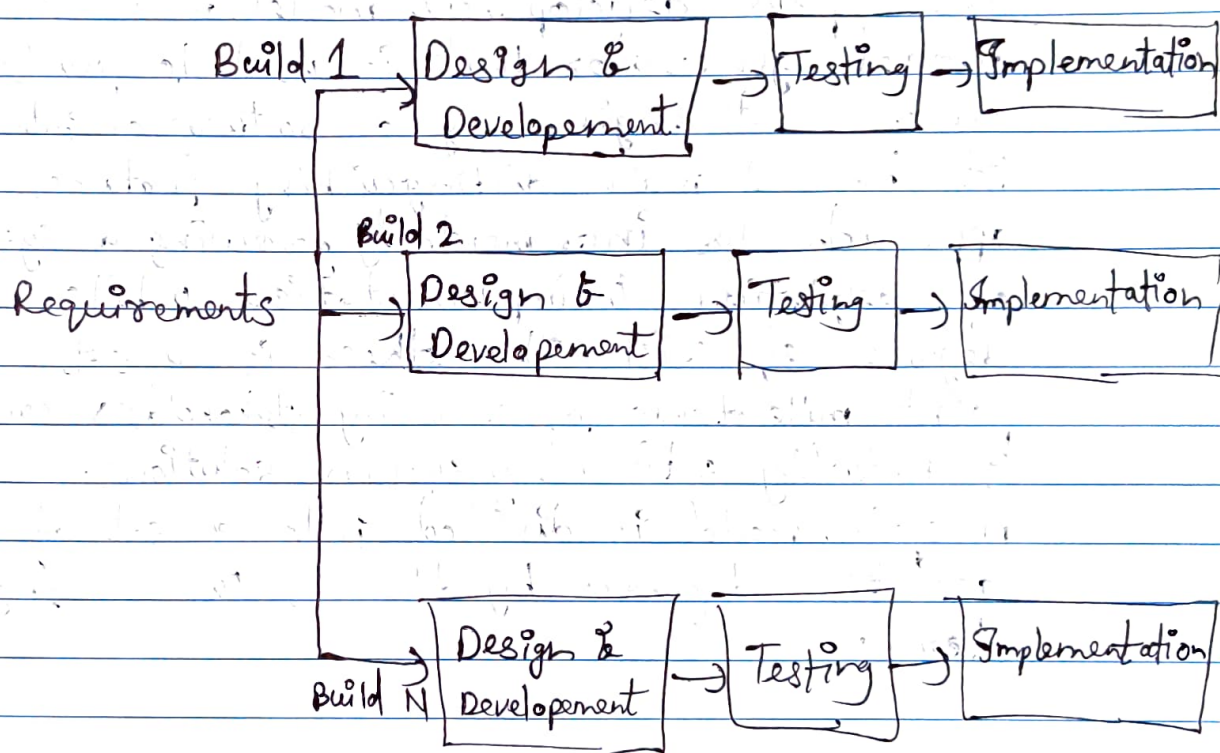 Build 1
Design &
Developement
Testing
Implementation
Build 2
Requirements
Design &
Developement
Testing
Implementation
Build N
Design &
Developement
Testing
Implementation